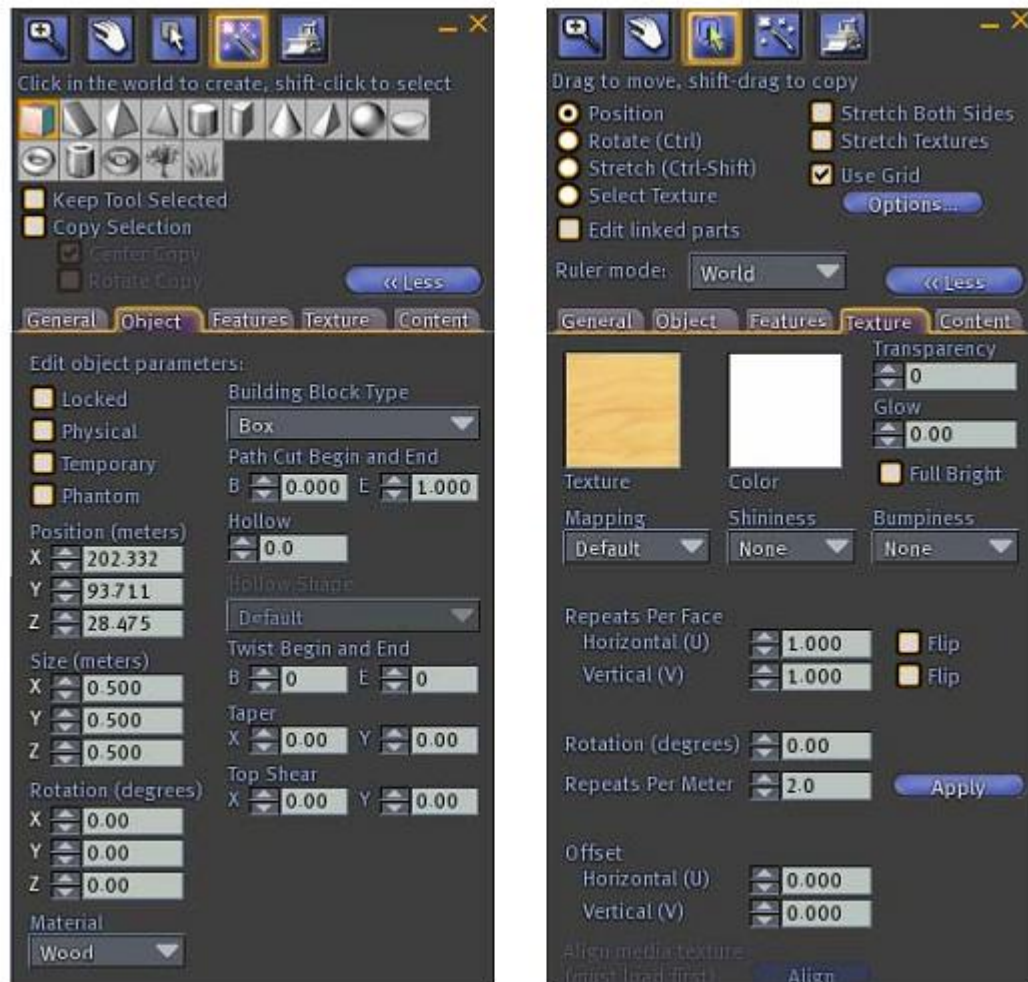 Click in the world to create, shift-click to select
Keep Tool Selected
Copy Selection
Center Copy
Rotate Copy
<< Less
General Object Features Texture Content
Edit object parameters:
Locked
Physical
Temporary
Phantom
Position (meters)
X 202.332
Y 93.711
Z 28.475
Size (meters)
X 0.500
Y 0.500
Z 0.500
Rotation (degrees)
X 0.00
Y 0.00
Z 0.00
Material
Wood
Building Block Type
Box
Path Cut Begin and End
B 0.000 E 1.000
Hollow
0.0
Hollow Shape
Default
Twist Begin and End
B 0 E 0
Taper
X 0.00 Y 0.00
Top Shear
X 0.00 Y 0.00
Drag to move, shift-drag to copy
Position
Rotate (Ctrl)
Stretch (Ctrl-Shift)
Select Texture
Edit linked parts
Stretch Both Sides
Stretch Textures
Use Grid
Options...
Ruler mode: World
<< Less
General Object Features Texture Content
Texture
Color
Transparency
0
Glow
0.00
Full Bright
Mapping
Default
Shininess
None
Bumpiness
None
Repeats Per Face
Horizontal (U) 1.000 Flip
Vertical (V) 1.000 Flip
Rotation (degrees) 0.00
Repeats Per Meter 2.0 Apply
Offset
Horizontal (U) 0.000
Vertical (V) 0.000
Align media texture
(must load first) Align